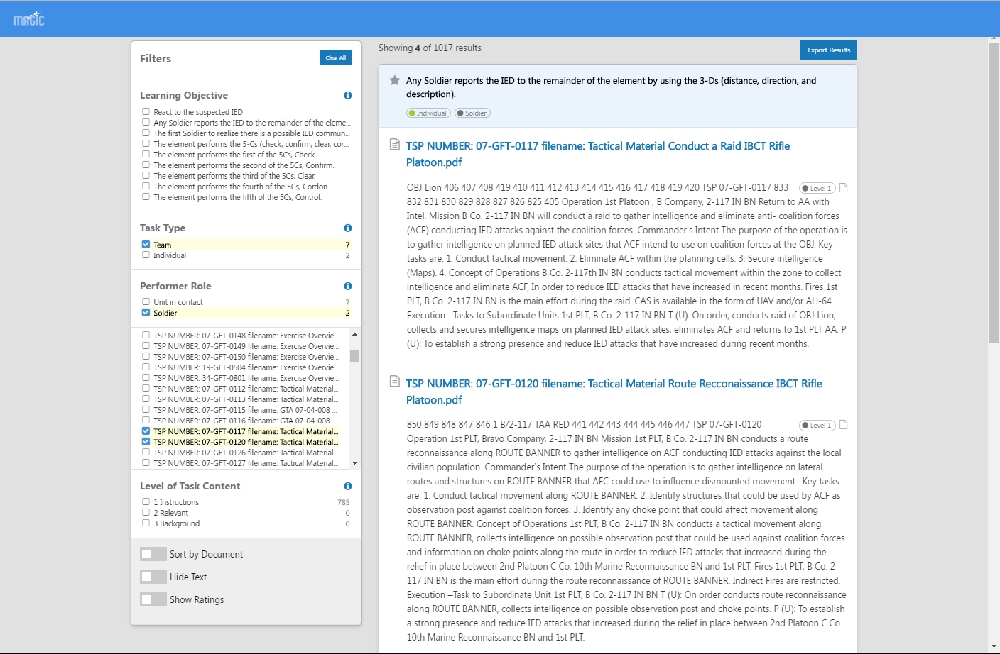 MAGIC
Filters
Clear All
Learning Objective
React to the suspected IED
Any Soldier reports the IED to the remainder of the eleme...
The first Soldier to realize there is a possible IED commun...
The element performs the 5-Cs (check, confirm, clear, cor...
The element performs the first of the 5Cs, Check.
The element performs the second of the 5Cs, Confirm.
The element performs the third of the 5Cs, Clear.
The element performs the fourth of the 5Cs, Cordon.
The element performs the fifth of the 5Cs, Control.
Task Type
Team 7
Individual 2
Performer Role
Unit in contact 7
Soldier 2
TSP NUMBER: 07-GFT-0148 filename: Exercise Overvie...
TSP NUMBER: 07-GFT-0149 filename: Exercise Overvie...
TSP NUMBER: 07-GFT-0150 filename: Exercise Overvie...
TSP NUMBER: 19-GFT-0504 filename: Exercise Overvie...
TSP NUMBER: 34-GFT-0801 filename: Exercise Overvie...
TSP NUMBER: 07-GFT-0112 filename: Tactical Material...
TSP NUMBER: 07-GFT-0113 filename: Tactical Material...
TSP NUMBER: 07-GFT-0115 filename: GTA 07-04-008 ...
TSP NUMBER: 07-GFT-0116 filename: GTA 07-04-008 ...
TSP NUMBER: 07-GFT-0117 filename: Tactical Material...
TSP NUMBER: 07-GFT-0120 filename: Tactical Material...
TSP NUMBER: 07-GFT-0126 filename: Tactical Material...
TSP NUMBER: 07-GFT-0127 filename: Tactical Material...
Level of Task Content
1 Instructions 785
2 Relevant 0
3 Background 0
Sort by Document
Hide Text
Show Ratings
Showing 4 of 1017 results
Export Results
Any Soldier reports the IED to the remainder of the element by using the 3-Ds (distance, direction, and
description).
Individual Soldier
TSP NUMBER: 07-GFT-0117 filename: Tactical Material Conduct a Raid IBCT Rifle
Platoon.pdf
OBJ Lion 406 407 408 419 410 411 412 413 414 415 416 417 418 419 420 TSP 07-GFT-0117 833 Level 1
832 831 830 829 828 827 826 825 405 Operation 1st Platoon , B Company, 2-117 IN BN Return to AA with
Intel. Mission B Co. 2-117 IN BN will conduct a raid to gather intelligence and eliminate anti- coalition forces
(ACF) conducting IED attacks against the coalition forces. Commander's Intent The purpose of the operation is
to gather intelligence on planned IED attack sites that ACF intend to use on coalition forces at the OBJ. Key
tasks are: 1. Conduct tactical movement. 2. Eliminate ACF within the planning cells. 3. Secure intelligence
(Maps). 4. Concept of Operations B Co. 2-117th IN BN conducts tactical movement within the zone to collect
intelligence and eliminate ACF, In order to reduce IED attacks that have increased in recent months. Fires 1st
PLT, B Co. 2-117 IN BN is the main effort during the raid. CAS is available in the form of UAV and/or AH-64 .
Execution –Tasks to Subordinate Units 1st PLT, B Co. 2-117 IN BN T (U): On order, conducts raid of OBJ Lion,
collects and secures intelligence maps on planned IED attack sites, eliminates ACF and returns to 1st PLT AA. P
(U): To establish a strong presence and reduce IED attacks that have increased during recent months.
TSP NUMBER: 07-GFT-0120 filename: Tactical Material Route Recconaissance IBCT Rifle
Platoon.pdf
850 849 848 847 846 1 B/2-117 TAA RED 441 442 443 444 445 446 447 TSP 07-GFT-0120 Level 1
Operation 1st PLT, Bravo Company, 2-117 IN BN Mission 1st PLT, B Co. 2-117 IN BN conducts a route
reconnaissance along ROUTE BANNER to gather intelligence on ACF conducting IED attacks against the local
civilian population. Commander's Intent The purpose of the operation is to gather intelligence on lateral
routes and structures on ROUTE BANNER that AFC could use to influence dismounted movement . Key tasks
are: 1. Conduct tactical movement along ROUTE BANNER. 2. Identify structures that could be used by ACF as
observation post against coalition forces. 3. Identify any choke point that could affect movement along
ROUTE BANNER. Concept of Operations 1st PLT, B Co. 2-117 IN BN conducts a tactical movement along
ROUTE BANNER, collects intelligence on possible observation post that could be used against coalition forces
and information on choke points along the route in order to reduce IED attacks that increased during the
relief in place between 2nd Platoon C Co. 10th Marine Reconnaissance BN and 1st PLT. Fires 1st PLT, B Co. 2-
117 IN BN is the main effort during the route reconnaissance of ROUTE BANNER. Indirect Fires are restricted.
Execution –Task to Subordinate Unit 1st PLT, B Co. 2-117 IN BN T (U): On order conducts route reconnaissance
along ROUTE BANNER, collects intelligence on possible observation post and choke points. P (U): To establish
a strong presence and reduce IED attacks that increased during the relief in place between 2nd Platoon C Co.
10th Marine Reconnaissance BN and 1st PLT.